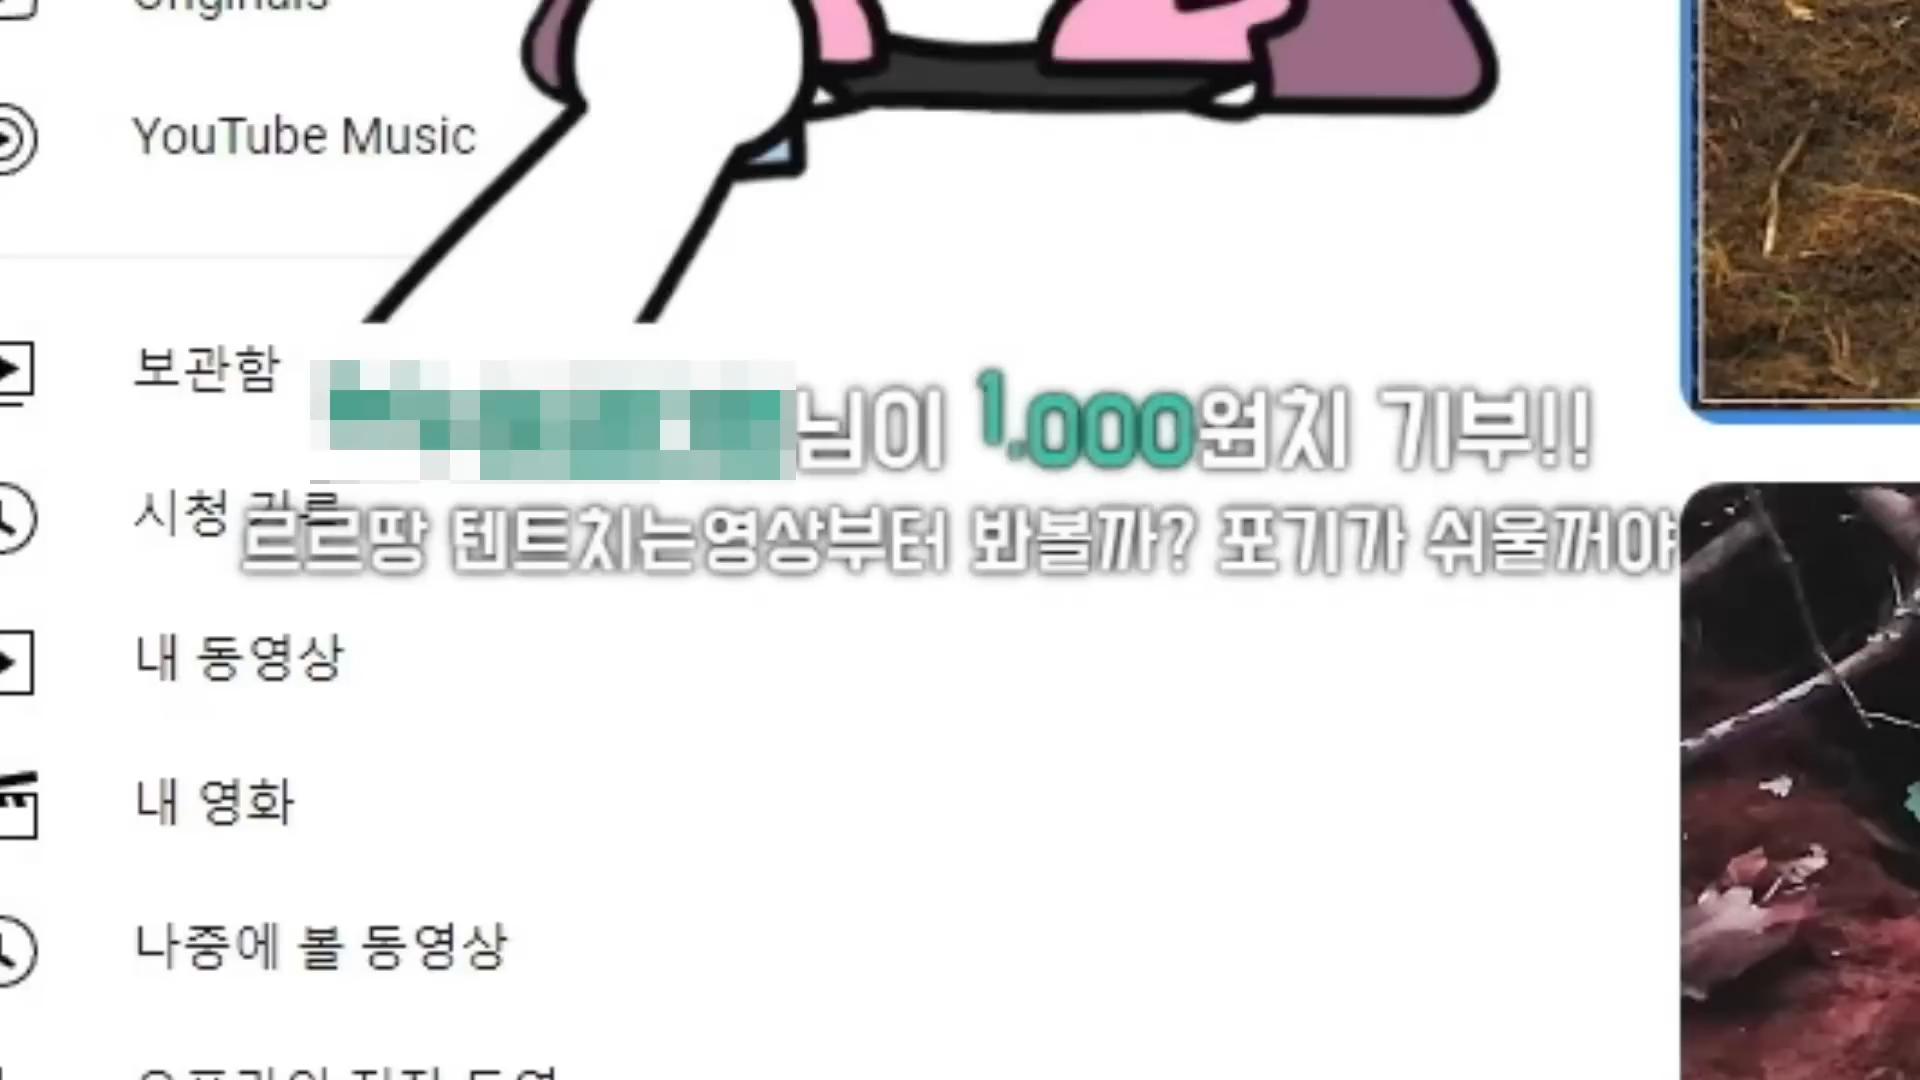 Originals
YouTube Music
보관함
님이 1,000원치 기부!!
시청 기록
르르땅 텐트치는영상부터 봐볼까? 포기가 쉬울꺼야
내 동영상
내 영화
나중에 볼 동영상